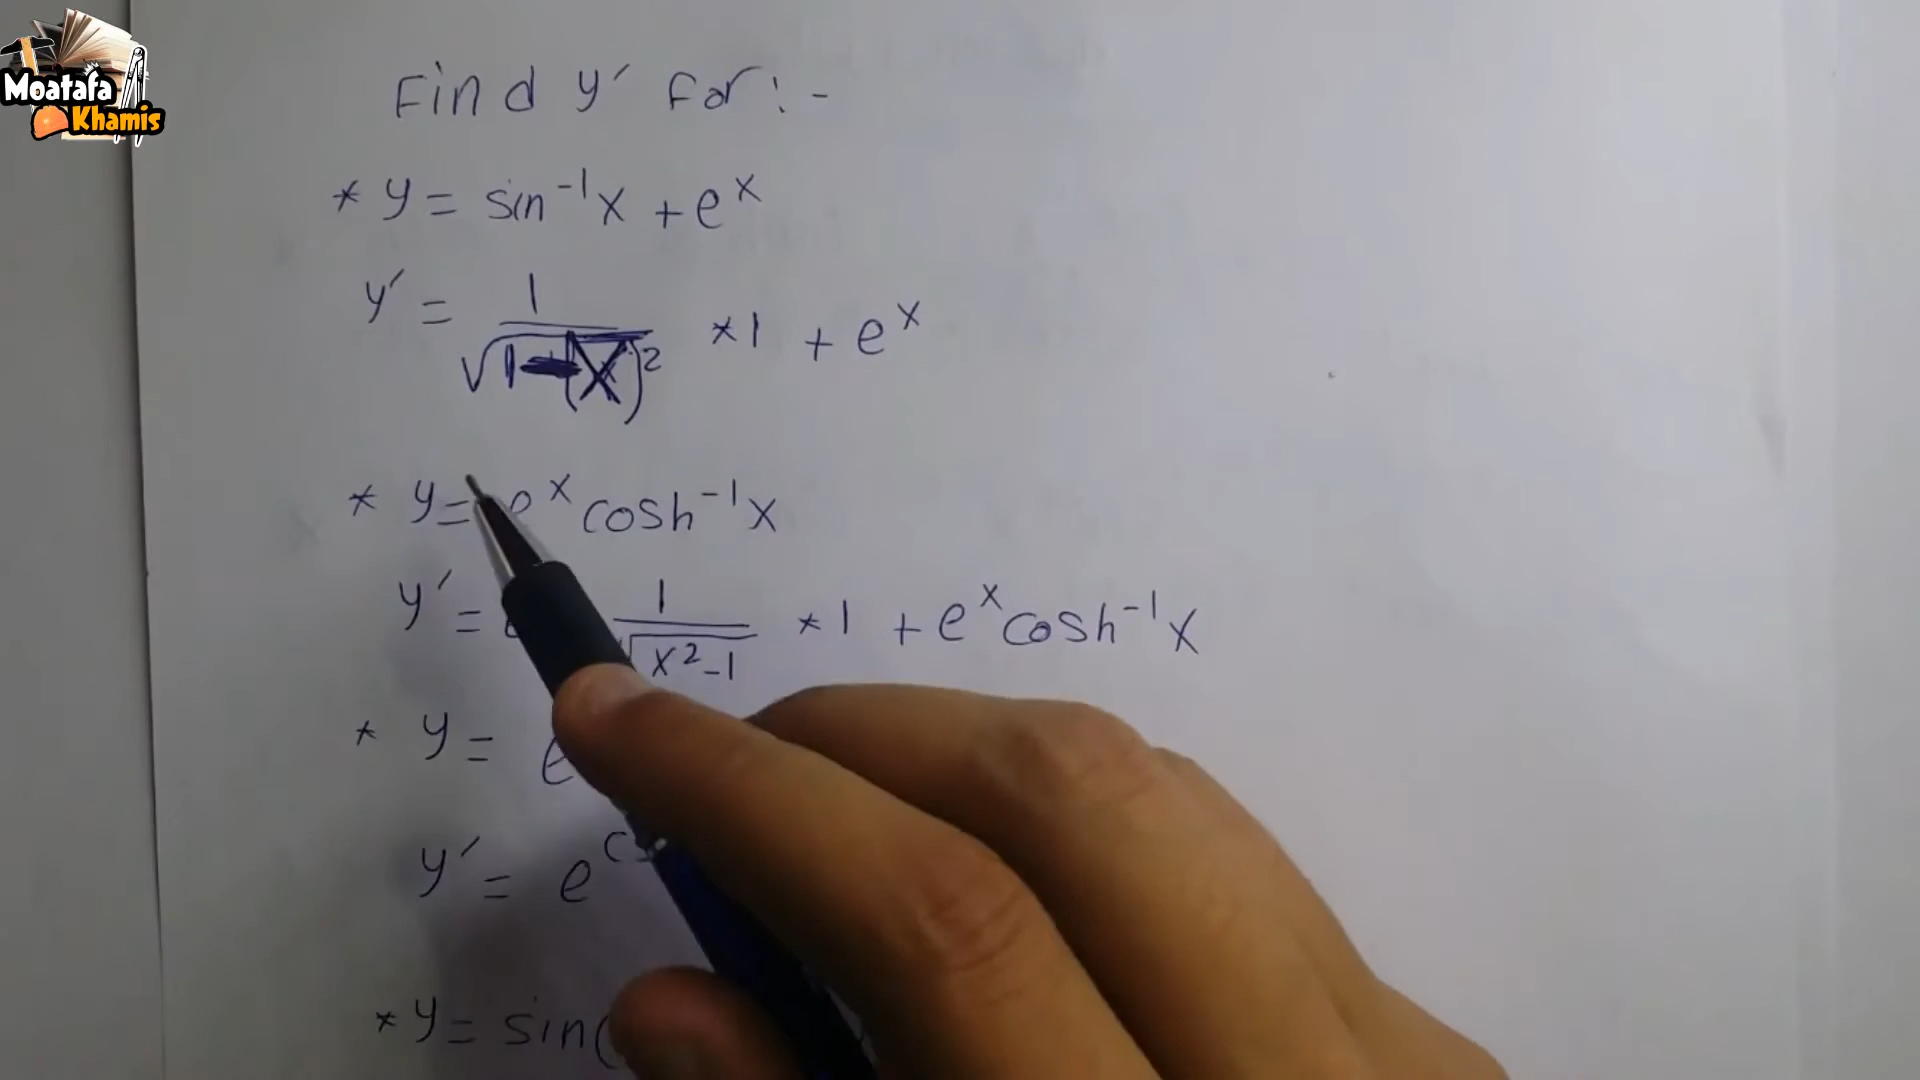 Moatafa
Khamis
Find y′ for:-
* y = sin⁻¹x + eˣ
y′ = 1/√(1-(x)²) *1 + eˣ
* y = eˣ cosh⁻¹x
y′ = 1/√(x²-1) *1 + eˣ cosh⁻¹x
* y = e
y′ = e
* y = sin(